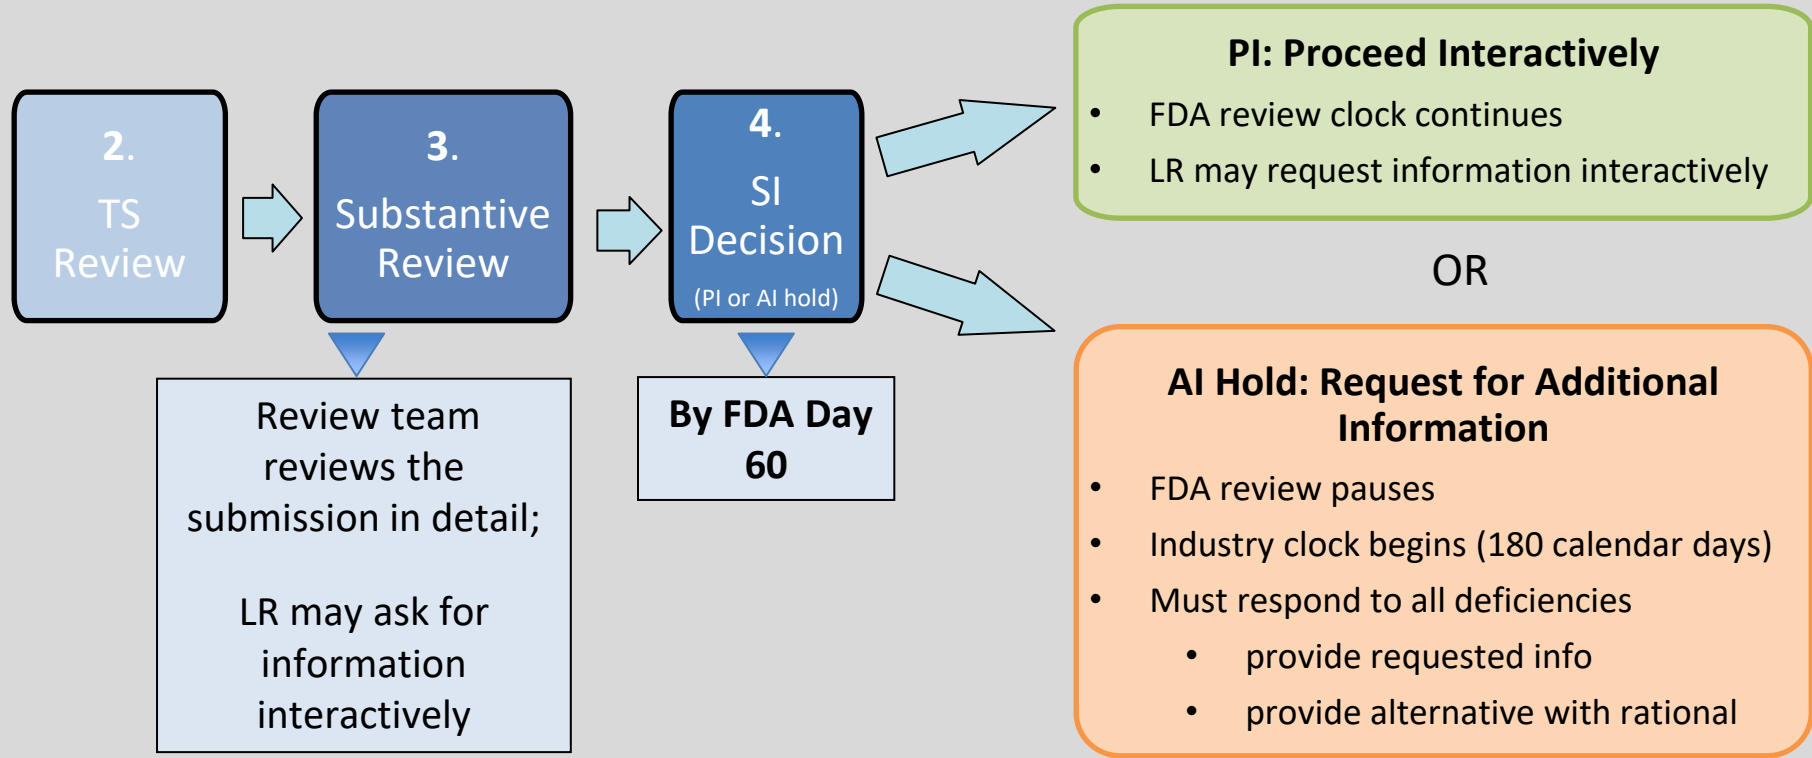 2.
TS
Review
3.
Substantive
Review
4.
SI
Decision
(PI or AI hold)
Review team
reviews the
submission in detail;
LR may ask for
information
interactively
By FDA Day
60
PI: Proceed Interactively
• FDA review clock continues
• LR may request information interactively
OR
AI Hold: Request for Additional
Information
• FDA review pauses
• Industry clock begins (180 calendar days)
• Must respond to all deficiencies
• provide requested info
• provide alternative with rational